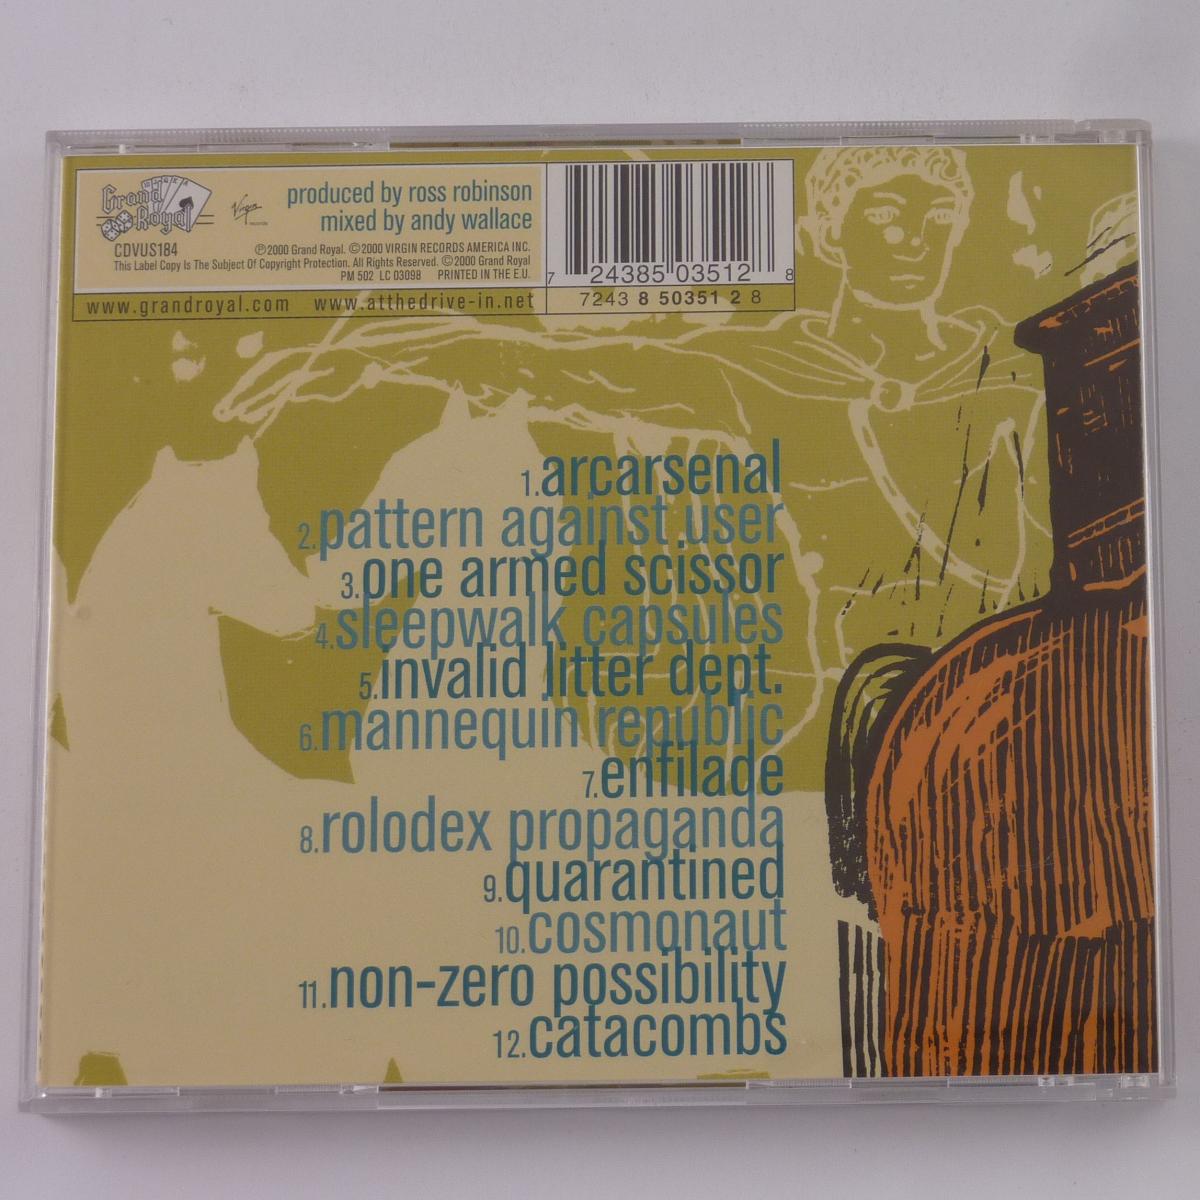 Grand
Royal
CDVUS184
Virgin
records
produced by ross robinson
mixed by andy wallace
℗2000 Grand Royal. ©2000 VIRGIN RECORDS AMERICA INC.
This Label Copy Is The Subject Of Copyright Protection. All Rights Reserved. ©2000 Grand Royal
PM 502 LC 03098 PRINTED IN THE E.U.
7 24385 03512 8
www.grandroyal.com www.atthedrive-in.net
7243 8 50351 2 8
1.arcarsenal
2.pattern against user
3.one armed scissor
4.sleepwalk capsules
5.invalid litter dept.
6.mannequin republic
7.enfilade
8.rolodex propaganda
9.quarantined
10.cosmonaut
11.non-zero possibility
12.catacombs